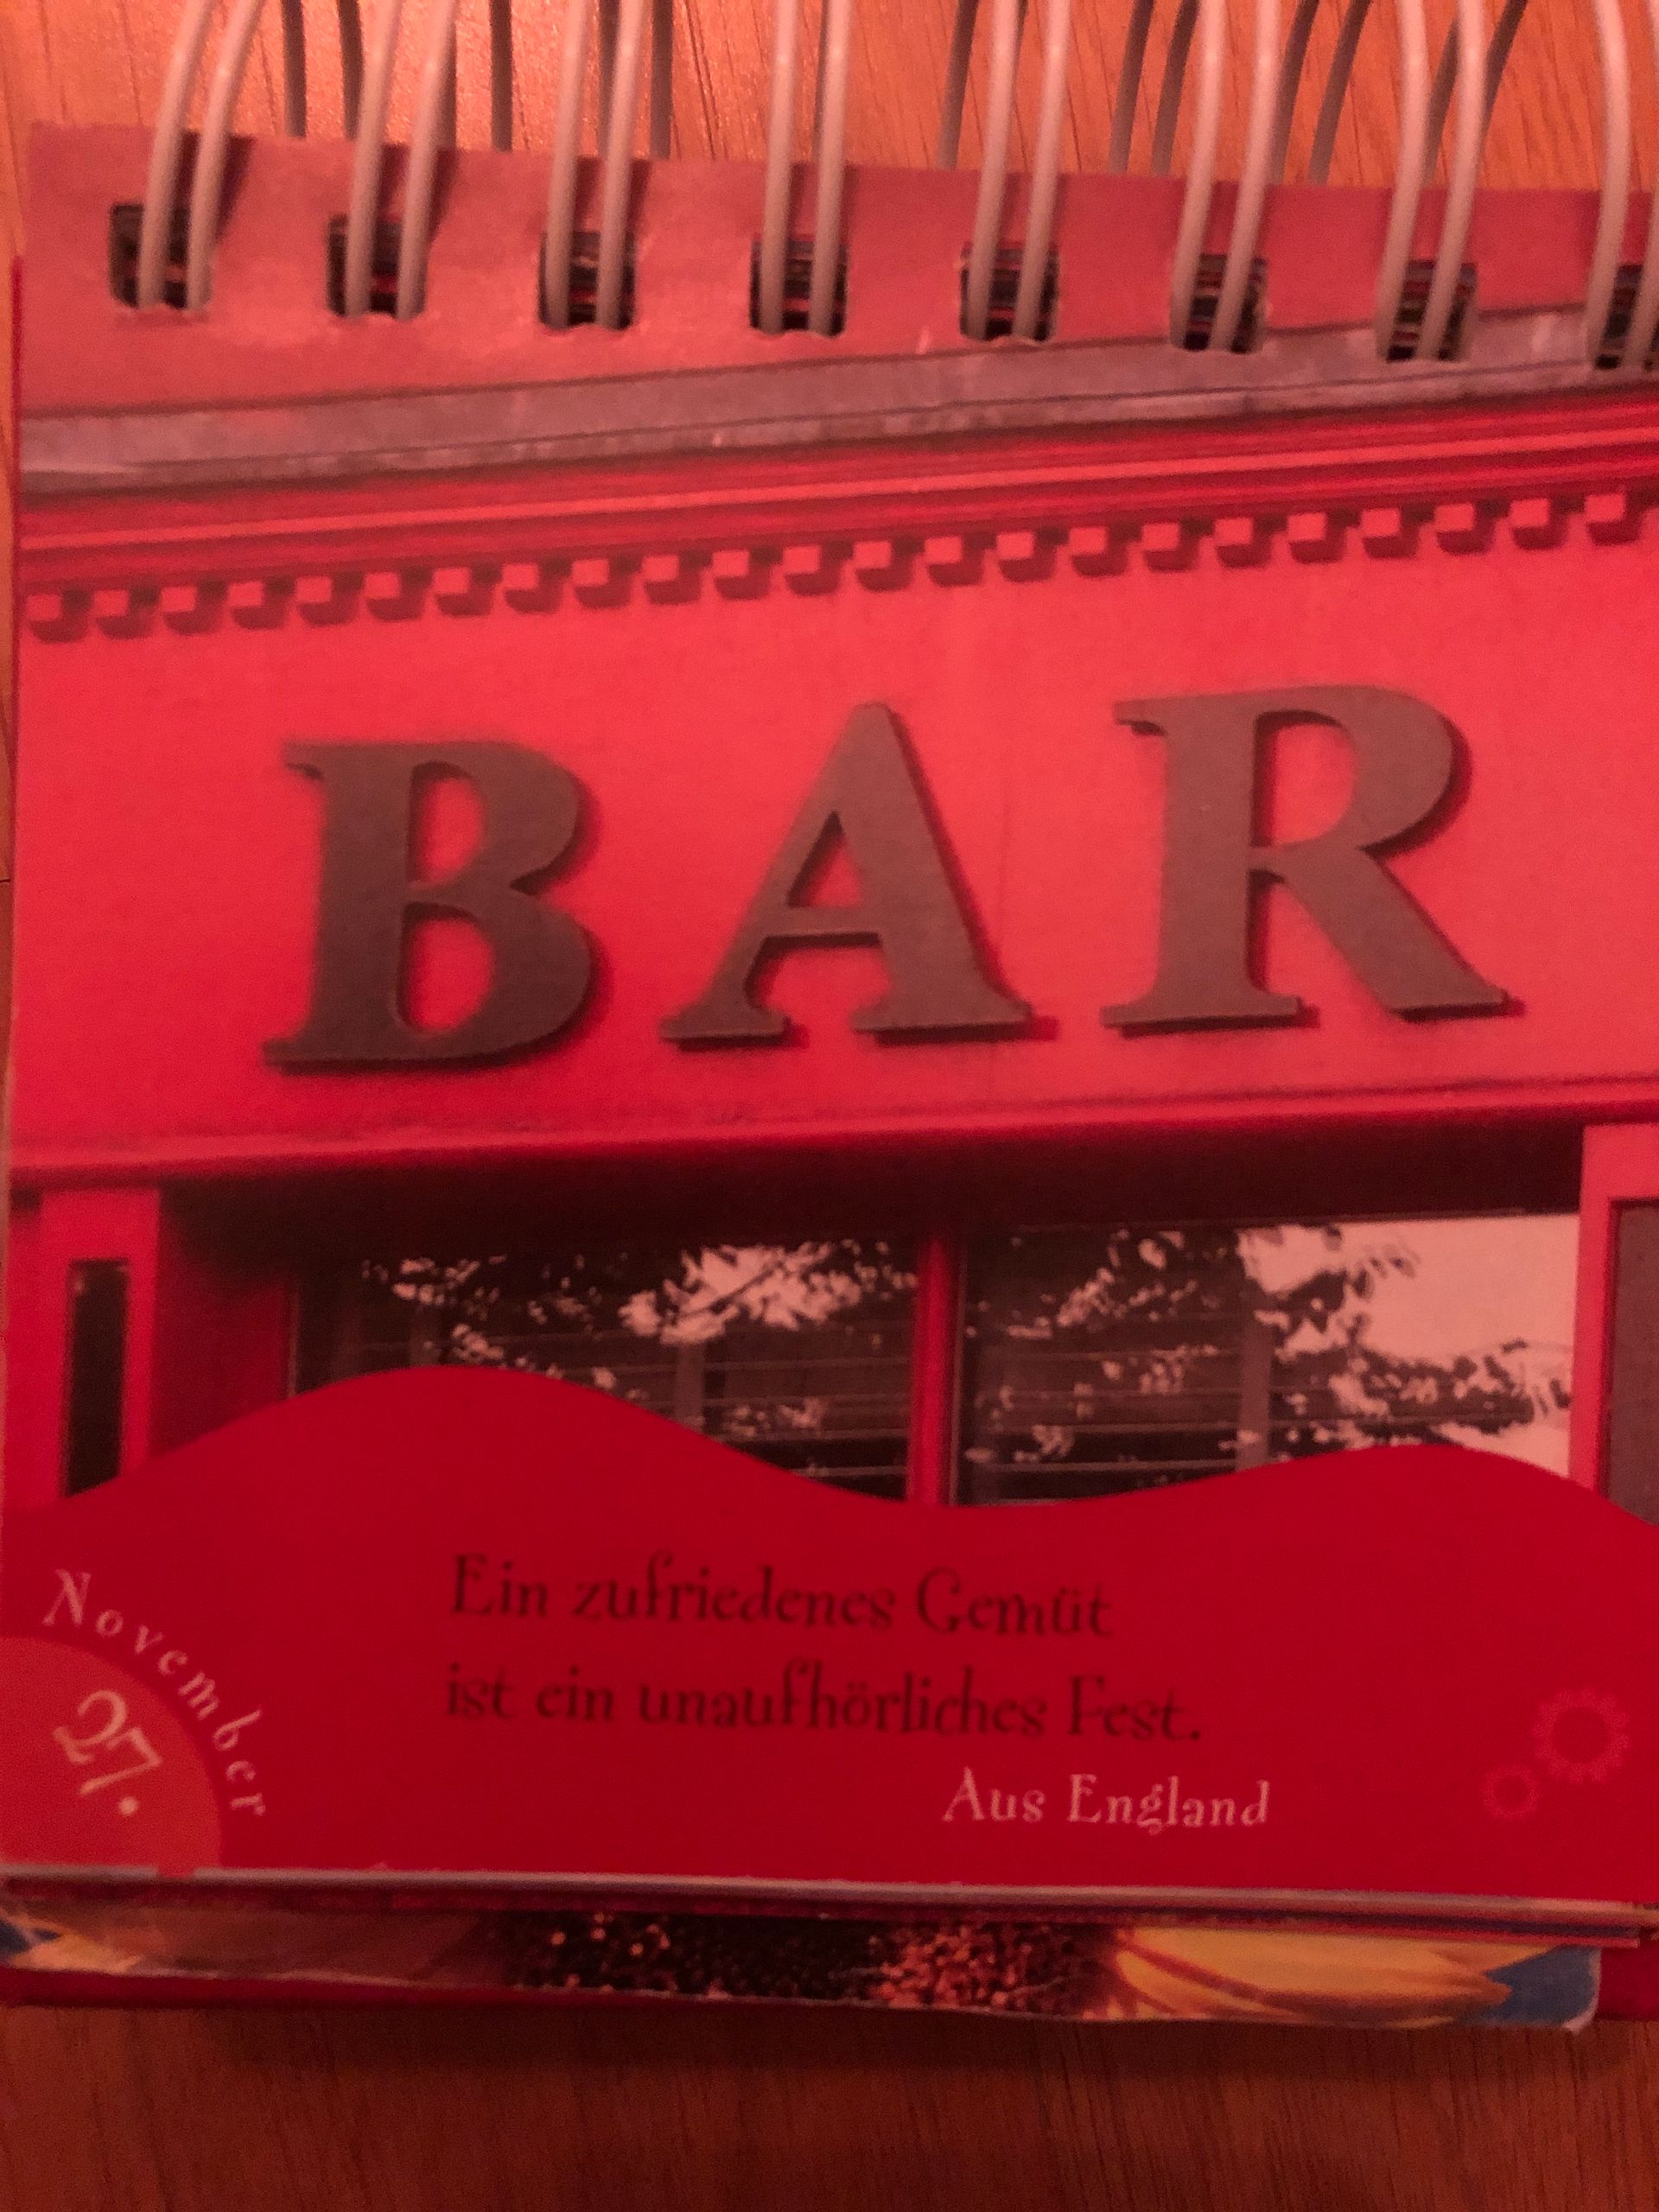 BAR
Ein zufriedenes Gemüt
ist ein unaufhörliches Fest.
Aus England
November
27.